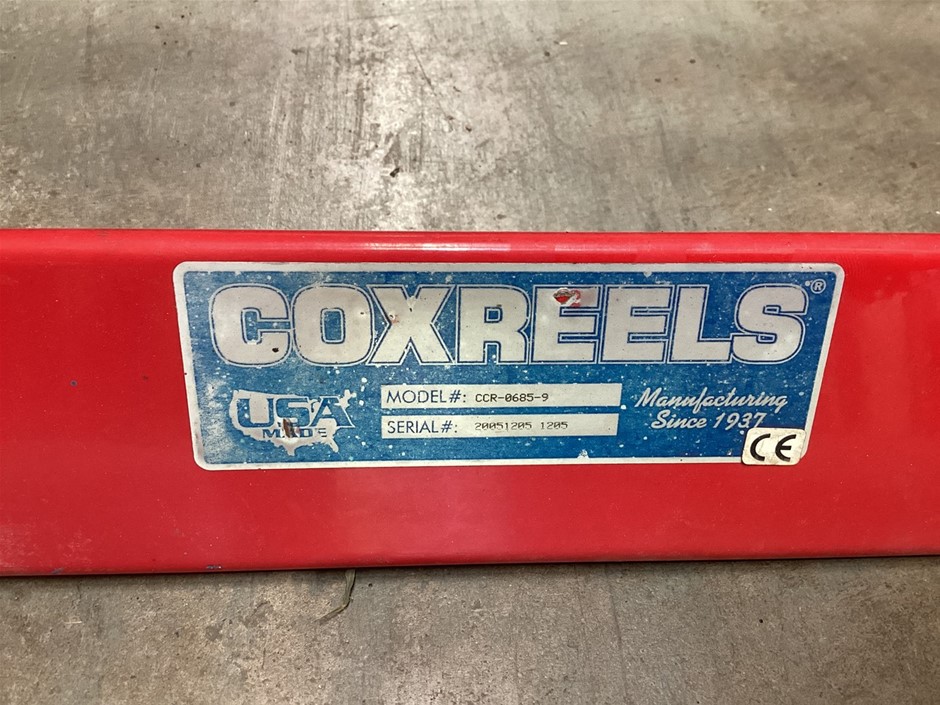 COXREELS®
USA
MADE
MODEL#: CCR-0685-9
SERIAL#: 20051205 1205
Manufacturing
Since 1937
CE